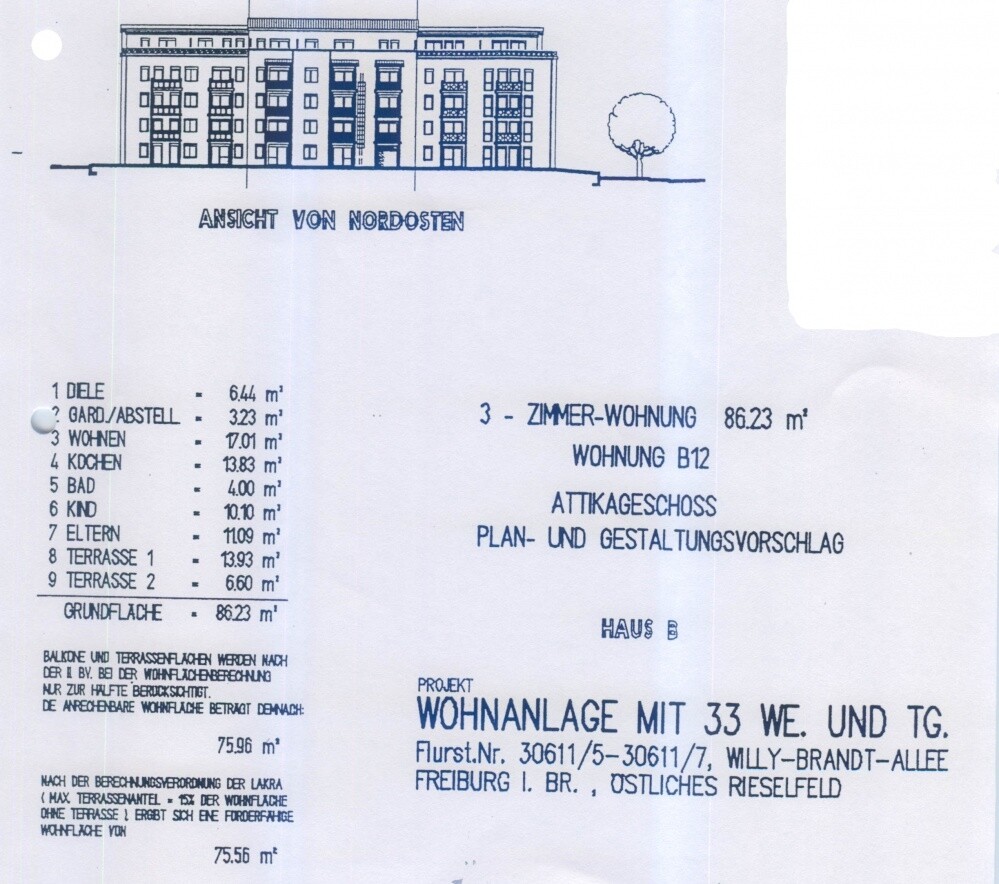 ANSICHT VON NORDOSTEN
1 DIELE = 6.44 m²
2 GARD./ABSTELL = 3.23 m²
3 WOHNEN = 17.01 m²
4 KOCHEN = 13.83 m²
5 BAD = 4.00 m²
6 KIND = 10.10 m²
7 ELTERN = 11.09 m²
8 TERRASSE 1 = 13.93 m²
9 TERRASSE 2 = 6.60 m²
GRUNDFLÄCHE = 86.23 m²
BALKONE UND TERRASSENFLÄCHEN WERDEN NACH
DER II. BV. BEI DER WOHNFLÄCHENBERECHNUNG
NUR ZUR HÄLFTE BERÜCKSICHTIGT.
DIE ANRECHENBARE WOHNFLÄCHE BETRÄGT DEMNACH:
75.96 m²
NACH DER BERECHNUNGSVERORDNUNG DER LAKRA
( MAX. TERRASSENANTEIL = 15% DER WOHNFLÄCHE
OHNE TERRASSE ) ERGIBT SICH EINE FÖRDERFÄHIGE
WOHNFLÄCHE VON
75.56 m²
3 - ZIMMER-WOHNUNG 86.23 m²
WOHNUNG B12
ATTIKAGESCHOSS
PLAN- UND GESTALTUNGSVORSCHLAG
HAUS B
PROJEKT
WOHNANLAGE MIT 33 WE. UND TG.
Flurst.Nr. 30611/5-30611/7, WILLY-BRANDT-ALLEE
FREIBURG I. BR. , ÖSTLICHES RIESELFELD